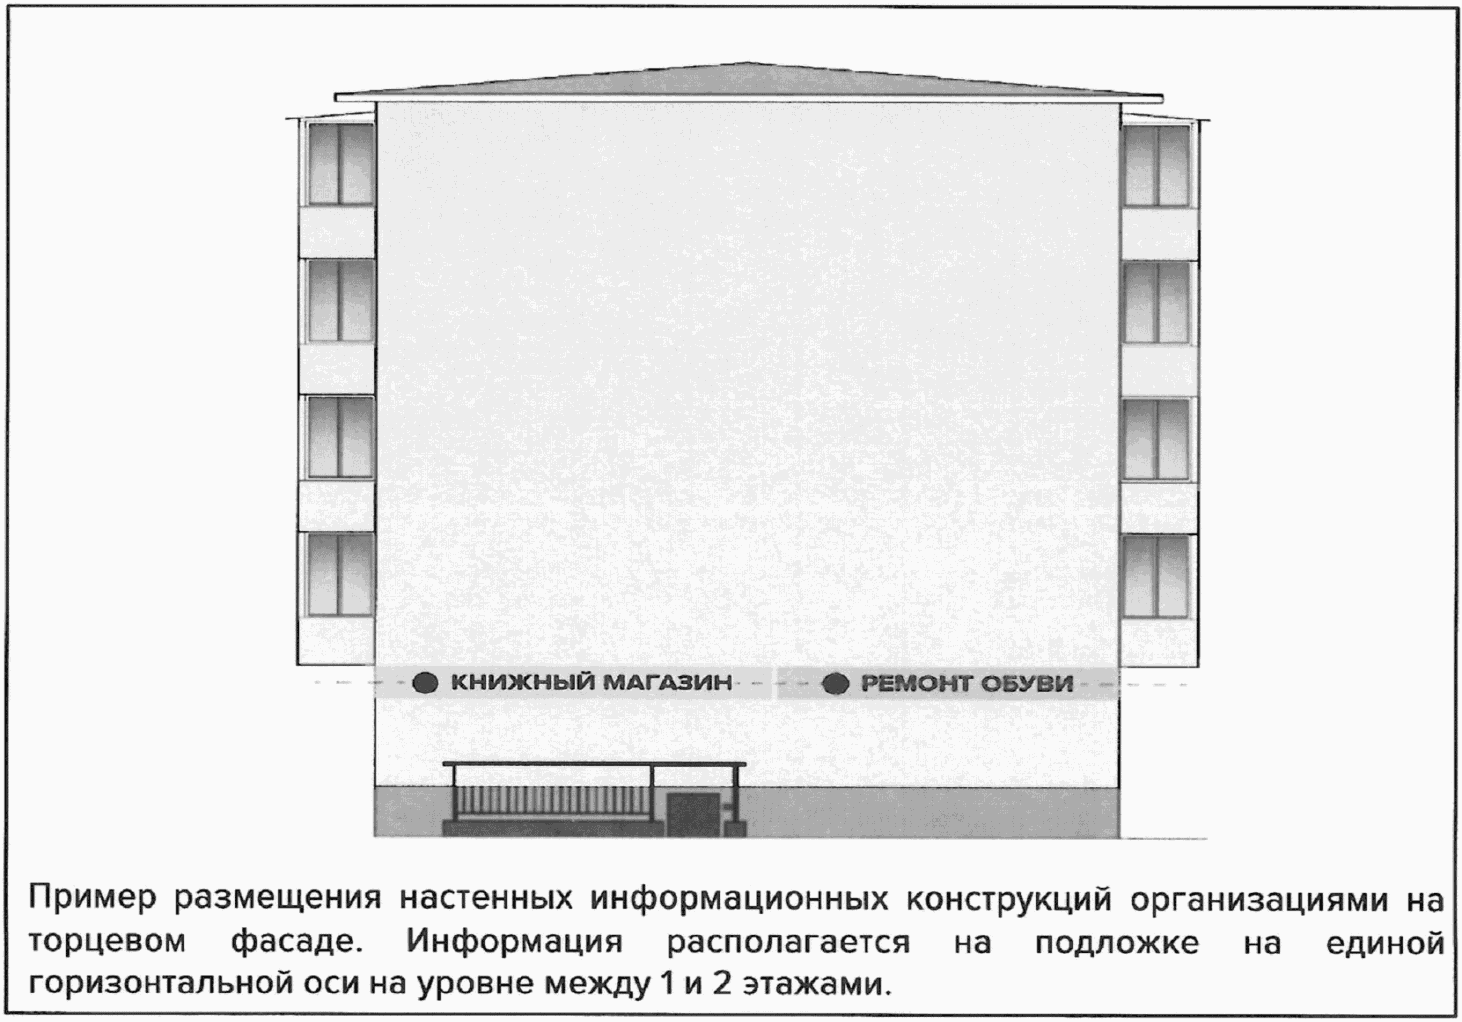 КНИЖНЫЙ МАГАЗИН РЕМОНТ ОБУВИ
Пример размещения настенных информационных конструкций организациями на
торцевом фасаде. Информация располагается на подложке на единой
горизонтальной оси на уровне между 1 и 2 этажами.